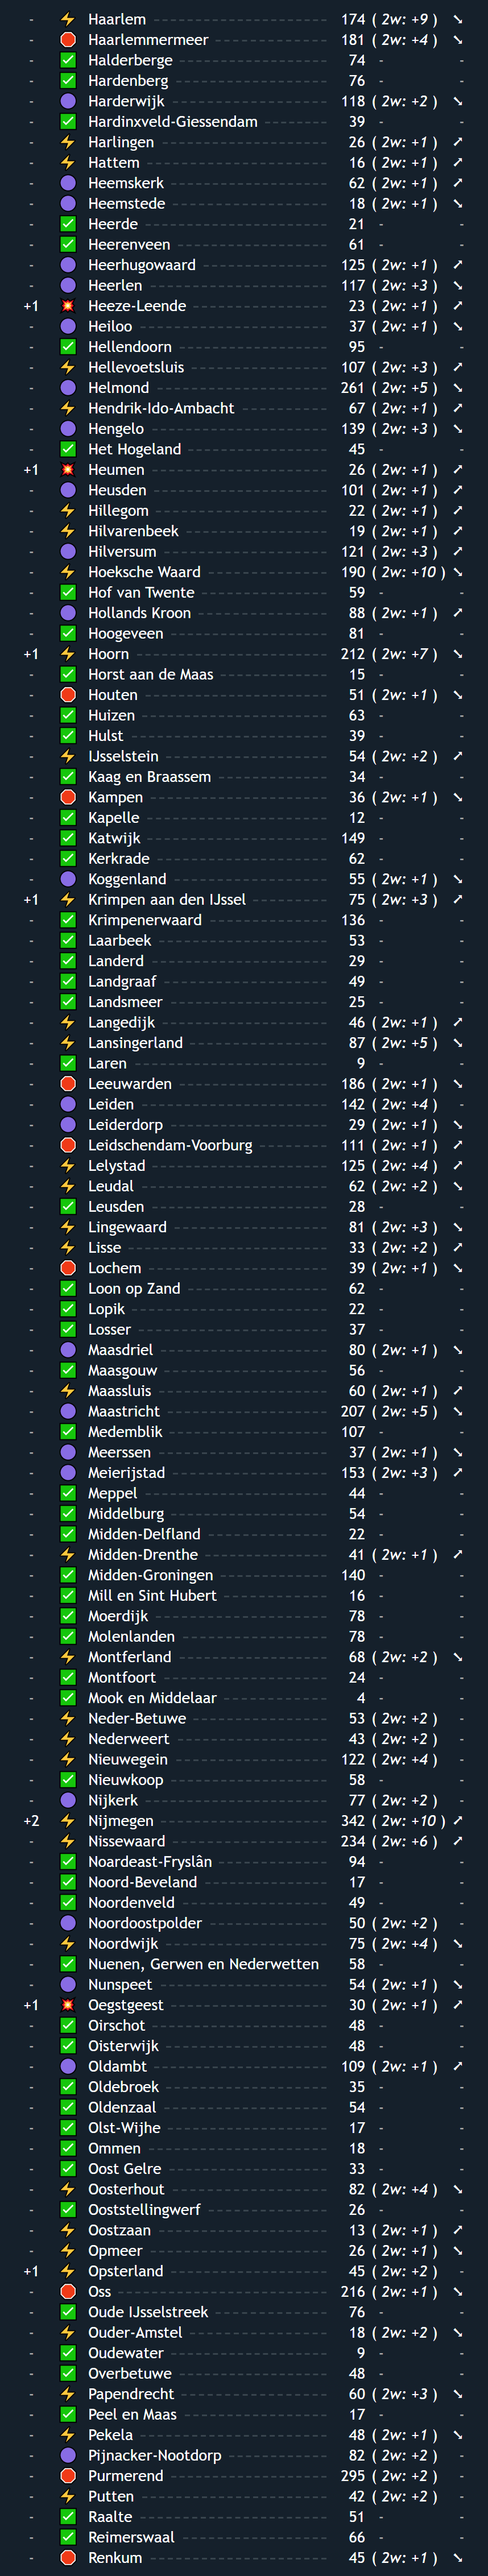 - ⚡ Haarlem 174 ( 2w: +9 ) ➘
- 🛑 Haarlemmermeer 181 ( 2w: +4 ) ➘
- ✅ Halderberge 74 - -
- ✅ Hardenberg 76 - -
- 🟣 Harderwijk 118 ( 2w: +2 ) ➘
- ✅ Hardinxveld-Giessendam 39 - -
- ⚡ Harlingen 26 ( 2w: +1 ) ➚
- ⚡ Hattem 16 ( 2w: +1 ) ➚
- 🟣 Heemskerk 62 ( 2w: +1 ) ➚
- 🟣 Heemstede 18 ( 2w: +1 ) ➘
- ✅ Heerde 21 - -
- ✅ Heerenveen 61 - -
- 🟣 Heerhugowaard 125 ( 2w: +1 ) ➚
- 🟣 Heerlen 117 ( 2w: +3 ) ➘
+1 💥 Heeze-Leende 23 ( 2w: +1 ) ➚
- 🟣 Heiloo 37 ( 2w: +1 ) ➘
- ✅ Hellendoorn 95 - -
- ⚡ Hellevoetsluis 107 ( 2w: +3 ) ➚
- 🟣 Helmond 261 ( 2w: +5 ) ➘
- ⚡ Hendrik-Ido-Ambacht 67 ( 2w: +1 ) ➚
- 🟣 Hengelo 139 ( 2w: +3 ) ➘
- ✅ Het Hogeland 45 - -
+1 💥 Heumen 26 ( 2w: +1 ) ➚
- 🟣 Heusden 101 ( 2w: +1 ) ➚
- ⚡ Hillegom 22 ( 2w: +1 ) ➚
- ⚡ Hilvarenbeek 19 ( 2w: +1 ) ➚
- 🟣 Hilversum 121 ( 2w: +3 ) ➚
- ⚡ Hoeksche Waard 190 ( 2w: +10 ) ➘
- ✅ Hof van Twente 59 - -
- 🟣 Hollands Kroon 88 ( 2w: +1 ) ➚
- ✅ Hoogeveen 81 - -
+1 ⚡ Hoorn 212 ( 2w: +7 ) ➘
- ✅ Horst aan de Maas 15 - -
- 🛑 Houten 51 ( 2w: +1 ) ➘
- ✅ Huizen 63 - -
- ✅ Hulst 39 - -
- ⚡ IJsselstein 54 ( 2w: +2 ) ➚
- ✅ Kaag en Braassem 34 - -
- 🛑 Kampen 36 ( 2w: +1 ) ➘
- ✅ Kapelle 12 - -
- ✅ Katwijk 149 - -
- ✅ Kerkrade 62 - -
- 🟣 Koggenland 55 ( 2w: +1 ) ➘
+1 ⚡ Krimpen aan den IJssel 75 ( 2w: +3 ) ➚
- ✅ Krimpenerwaard 136 - -
- ✅ Laarbeek 53 - -
- ✅ Landerd 29 - -
- ✅ Landgraaf 49 - -
- ✅ Landsmeer 25 - -
- ⚡ Langedijk 46 ( 2w: +1 ) ➚
- ⚡ Lansingerland 87 ( 2w: +5 ) ➘
- ✅ Laren 9 - -
- 🛑 Leeuwarden 186 ( 2w: +1 ) ➘
- 🟣 Leiden 142 ( 2w: +4 ) -
- 🟣 Leiderdorp 29 ( 2w: +1 ) ➘
- 🛑 Leidschendam-Voorburg 111 ( 2w: +1 ) ➚
- ⚡ Lelystad 125 ( 2w: +4 ) ➚
- ⚡ Leudal 62 ( 2w: +2 ) ➘
- ✅ Leusden 28 - -
- ⚡ Lingewaard 81 ( 2w: +3 ) ➘
- ⚡ Lisse 33 ( 2w: +2 ) ➚
- 🛑 Lochem 39 ( 2w: +1 ) ➘
- ✅ Loon op Zand 62 - -
- ✅ Lopik 22 - -
- ✅ Losser 37 - -
- 🟣 Maasdriel 80 ( 2w: +1 ) ➘
- ✅ Maasgouw 56 - -
- ⚡ Maassluis 60 ( 2w: +1 ) ➚
- 🟣 Maastricht 207 ( 2w: +5 ) ➘
- ✅ Medemblik 107 - -
- 🟣 Meerssen 37 ( 2w: +1 ) ➘
- 🟣 Meierijstad 153 ( 2w: +3 ) ➚
- ✅ Meppel 44 - -
- ✅ Middelburg 54 - -
- ✅ Midden-Delfland 22 - -
- ⚡ Midden-Drenthe 41 ( 2w: +1 ) ➚
- ✅ Midden-Groningen 140 - -
- ✅ Mill en Sint Hubert 16 - -
- ✅ Moerdijk 78 - -
- ✅ Molenlanden 78 - -
- ⚡ Montferland 68 ( 2w: +2 ) ➘
- ✅ Montfoort 24 - -
- ✅ Mook en Middelaar 4 - -
- ⚡ Neder-Betuwe 53 ( 2w: +2 ) -
- ⚡ Nederweert 43 ( 2w: +2 ) -
- ⚡ Nieuwegein 122 ( 2w: +4 ) -
- ✅ Nieuwkoop 58 - -
- 🟣 Nijkerk 77 ( 2w: +2 ) -
+2 ⚡ Nijmegen 342 ( 2w: +10 ) ➚
- ⚡ Nissewaard 234 ( 2w: +6 ) ➚
- ✅ Noardeast-Fryslân 94 - -
- ✅ Noord-Beveland 17 - -
- ✅ Noordenveld 49 - -
- 🟣 Noordoostpolder 50 ( 2w: +2 ) -
- ⚡ Noordwijk 75 ( 2w: +4 ) ➘
- ✅ Nuenen, Gerwen en Nederwetten 58 - -
- 🟣 Nunspeet 54 ( 2w: +1 ) ➘
+1 💥 Oegstgeest 30 ( 2w: +1 ) ➚
- ✅ Oirschot 48 - -
- ✅ Oisterwijk 48 - -
- 🟣 Oldambt 109 ( 2w: +1 ) ➚
- ✅ Oldebroek 35 - -
- ✅ Oldenzaal 54 - -
- ✅ Olst-Wijhe 17 - -
- ✅ Ommen 18 - -
- ✅ Oost Gelre 33 - -
- ⚡ Oosterhout 82 ( 2w: +4 ) ➘
- ✅ Ooststellingwerf 26 - -
- ⚡ Oostzaan 13 ( 2w: +1 ) ➚
- ⚡ Opmeer 26 ( 2w: +1 ) ➘
+1 ⚡ Opsterland 45 ( 2w: +2 ) -
- 🛑 Oss 216 ( 2w: +1 ) ➘
- ✅ Oude IJsselstreek 76 - -
- ⚡ Ouder-Amstel 18 ( 2w: +2 ) ➘
- ✅ Oudewater 9 - -
- ✅ Overbetuwe 48 - -
- ⚡ Papendrecht 60 ( 2w: +3 ) ➘
- ✅ Peel en Maas 17 - -
- ⚡ Pekela 48 ( 2w: +1 ) ➘
- 🟣 Pijnacker-Nootdorp 82 ( 2w: +2 ) -
- 🛑 Purmerend 295 ( 2w: +2 ) -
- ⚡ Putten 42 ( 2w: +2 ) -
- ✅ Raalte 51 - -
- ✅ Reimerswaal 66 - -
- 🛑 Renkum 45 ( 2w: +1 ) ➘